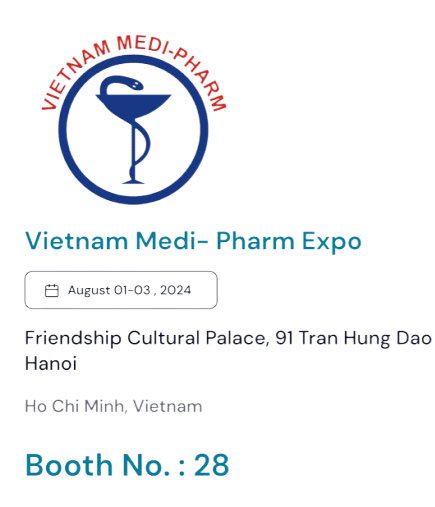 VIETNAM MEDI-PHARM
Vietnam Medi- Pharm Expo
August 01-03 , 2024
Friendship Cultural Palace, 91 Tran Hung Dao
Hanoi
Ho Chi Minh, Vietnam
Booth No. : 28